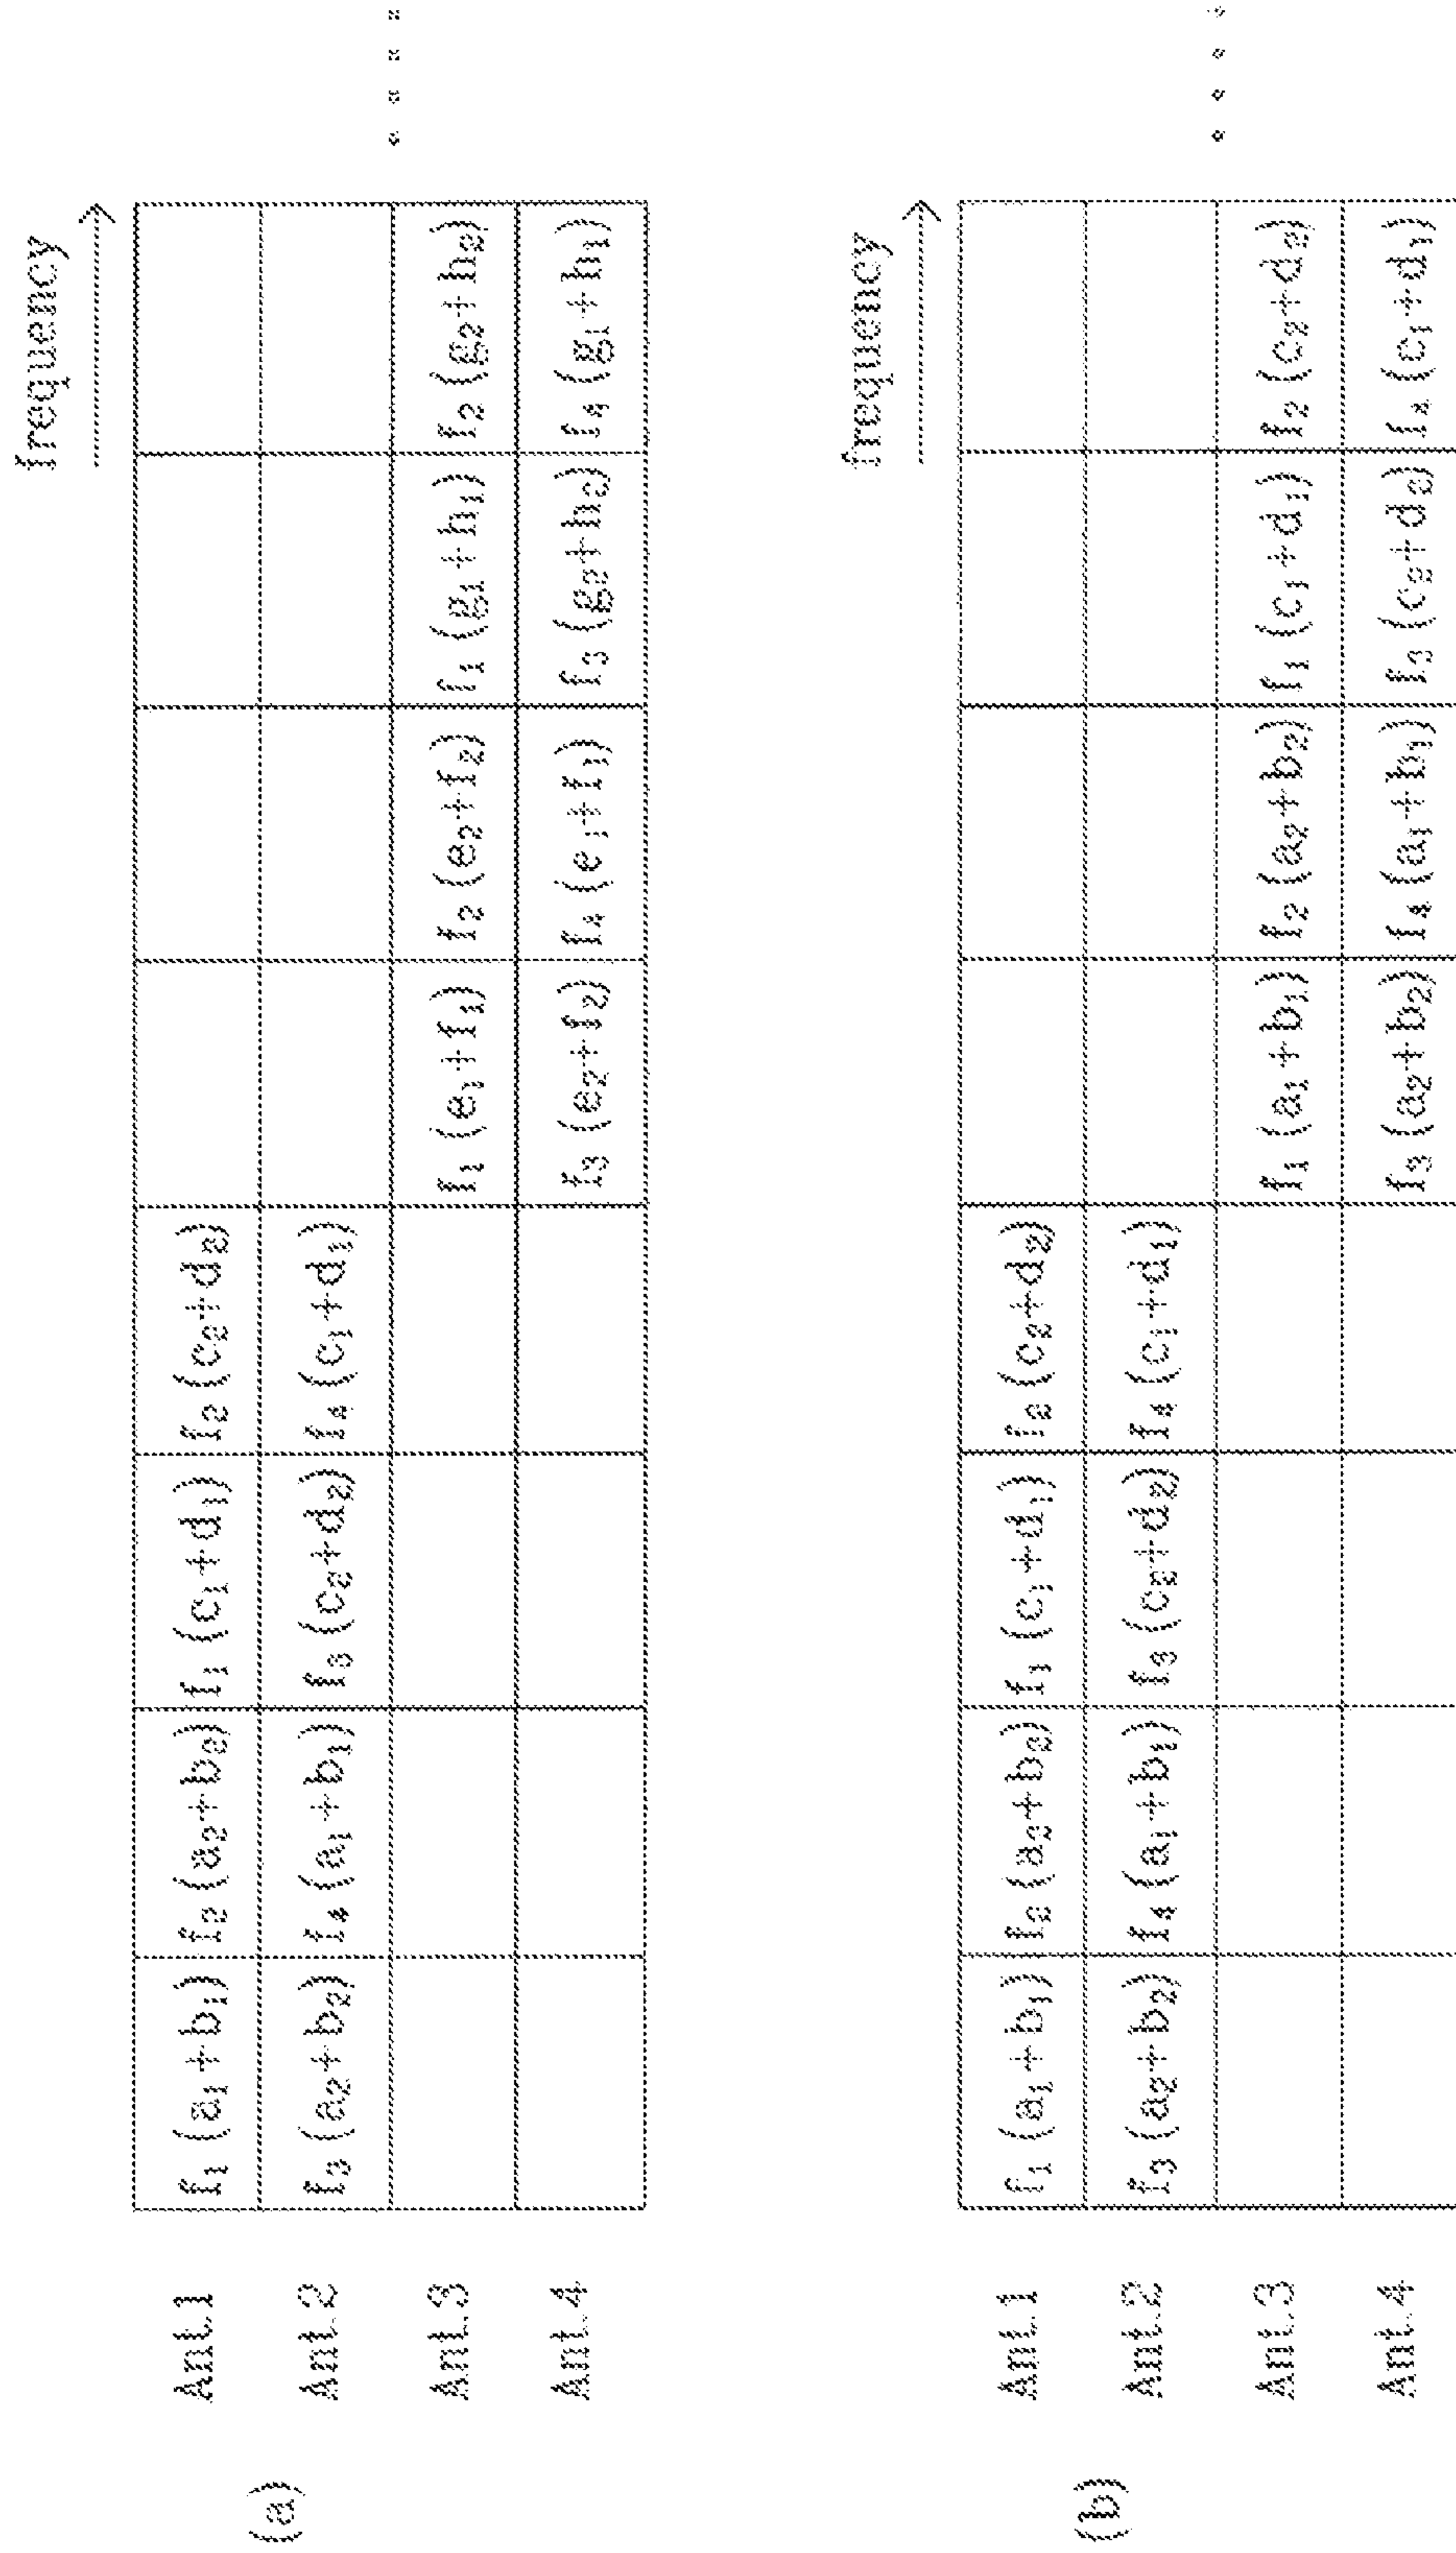 frequency
(a)
Ant.1 f₁(a₁+b₁) f₂(a₂+b₂) f₁(c₁+d₁) f₂(c₂+d₂)
Ant.2 f₃(a₂+b₂) f₄(a₁+b₁) f₃(c₂+d₂) f₄(c₁+d₁)
Ant.3 f₁(e₁+f₁) f₂(e₂+f₂) f₁(g₁+h₁) f₂(g₂+h₂)
Ant.4 f₃(e₂+f₂) f₄(e₁+f₁) f₃(g₂+h₂) f₄(g₁+h₁)
frequency
(b)
Ant.1 f₁(a₁+b₁) f₂(a₂+b₂) f₁(c₁+d₁) f₂(c₂+d₂)
Ant.2 f₃(a₂+b₂) f₄(a₁+b₁) f₃(c₂+d₂) f₄(c₁+d₁)
Ant.3 f₁(a₁+b₁) f₂(a₂+b₂) f₁(c₁+d₁) f₂(c₂+d₂)
Ant.4 f₃(a₂+b₂) f₄(a₁+b₁) f₃(c₂+d₂) f₄(c₁+d₁)